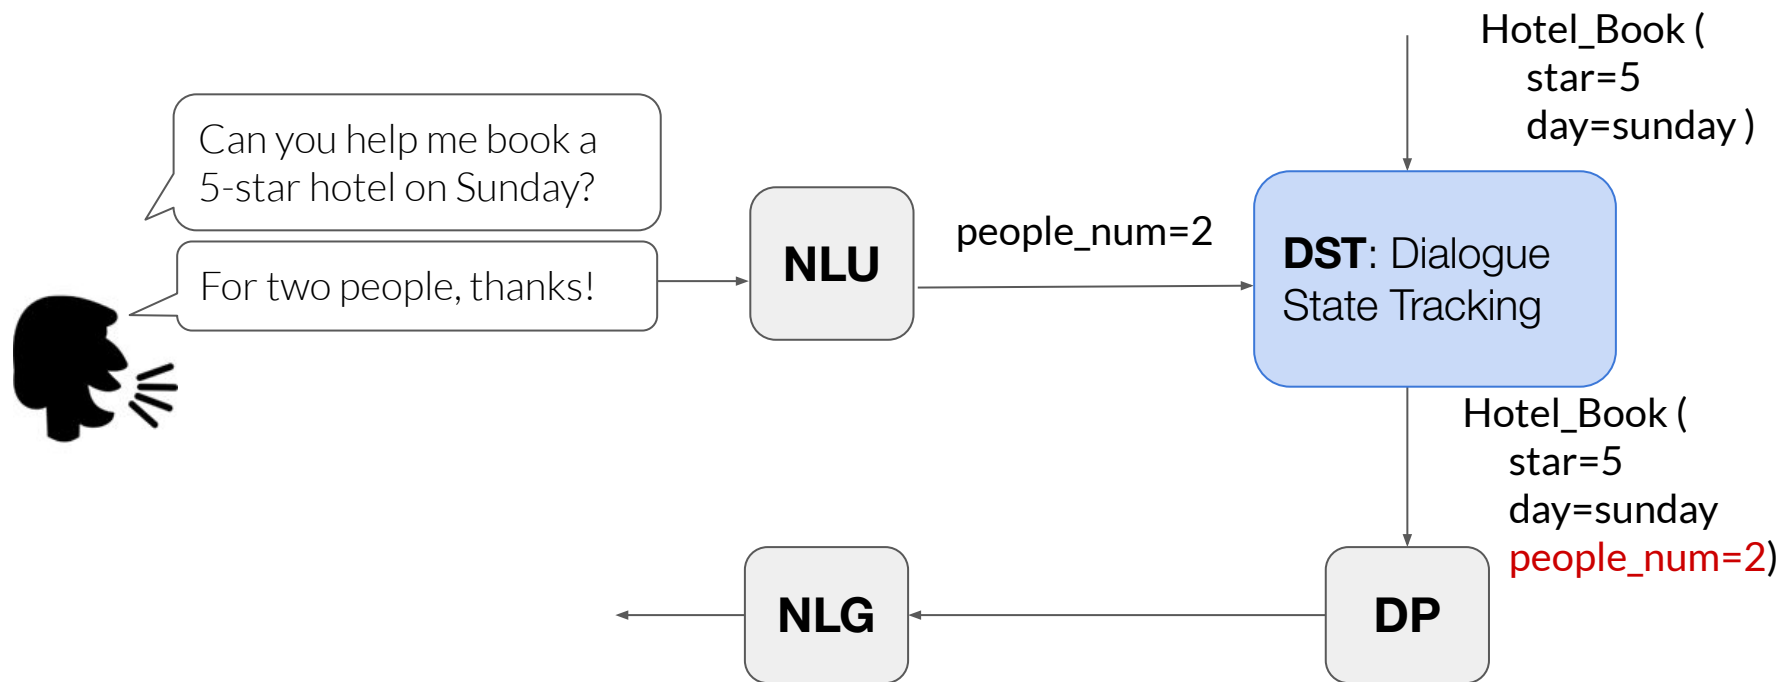 Hotel_Book (
star=5
day=sunday )
Can you help me book a
5-star hotel on Sunday?
For two people, thanks!
NLU
people_num=2
DST: Dialogue
State Tracking
Hotel_Book (
star=5
day=sunday
people_num=2)
NLG
DP